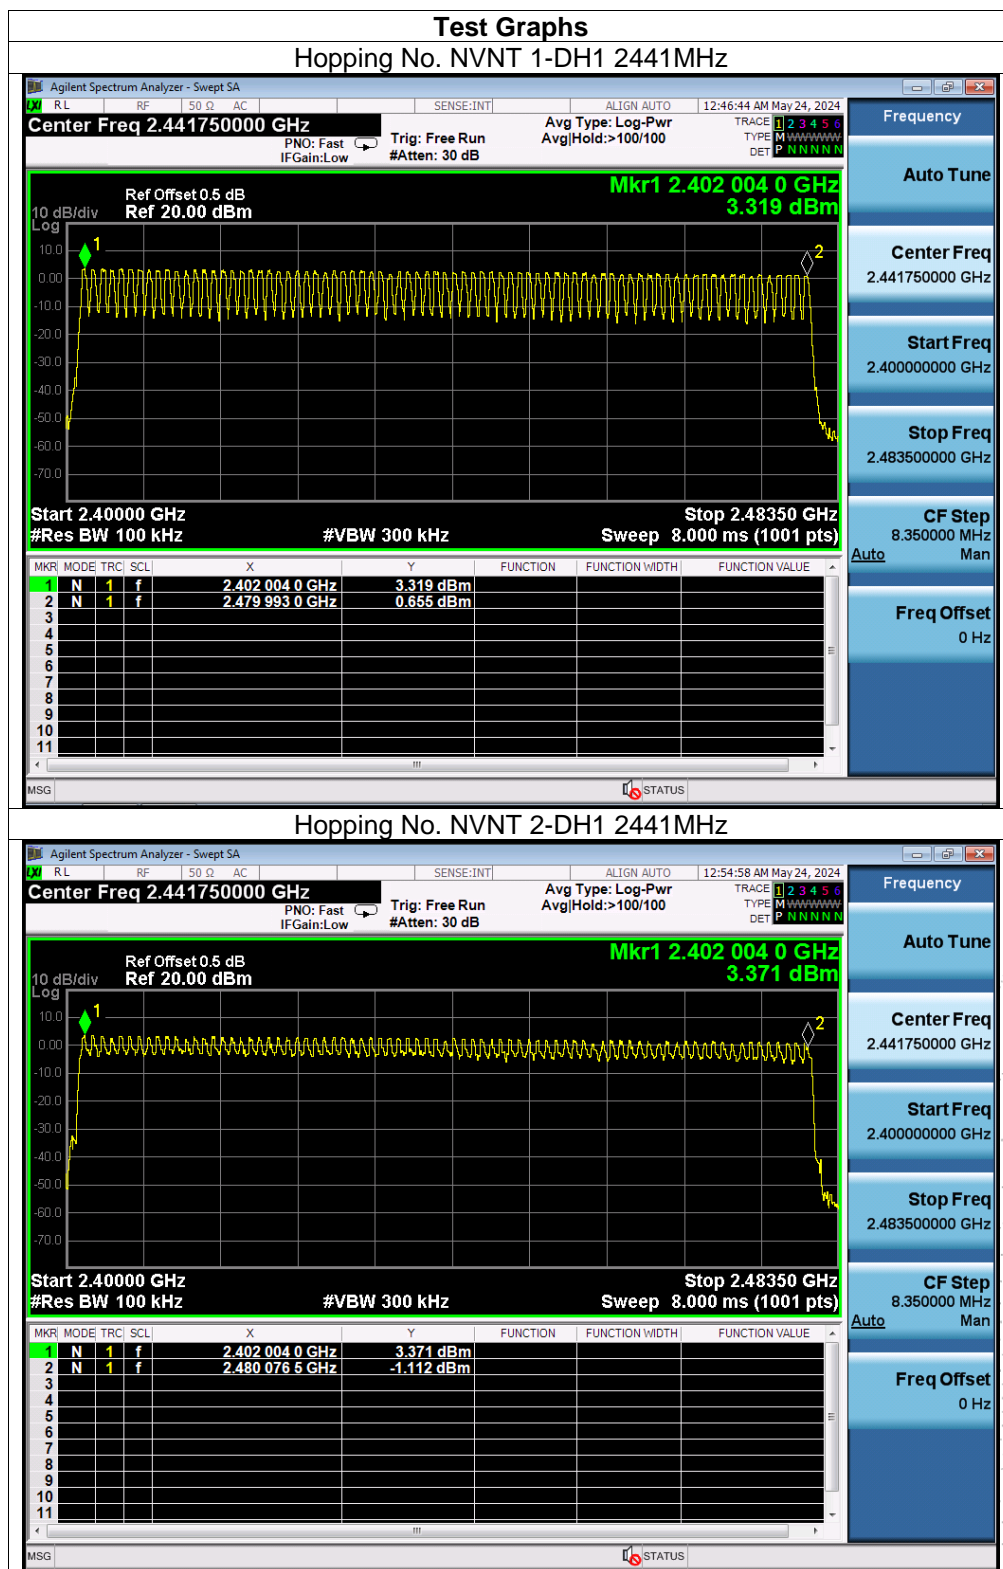 Test Graphs
Hopping No. NVNT 1-DH1 2441MHz
Agilent Spectrum Analyzer - Swept SA
LXI RL RF 50 Ω AC SENSE:INT ALIGN AUTO 12:46:44 AM May 24, 2024
Center Freq 2.441750000 GHz
PNO: Fast
IFGain:Low
Trig: Free Run
#Atten: 30 dB
Avg Type: Log-Pwr
Avg|Hold:>100/100
TRACE 1 2 3 4 5 6
TYPE M WWWWW
DET P N N N N N
Frequency
Auto Tune
Mkr1 2.402 004 0 GHz
3.319 dBm
Ref Offset 0.5 dB
10 dB/div Ref 20.00 dBm
Log
10.0
0.00
-10.0
-20.0
-30.0
-40.0
-50.0
-60.0
-70.0
1
2
Start 2.40000 GHz Stop 2.48350 GHz
#Res BW 100 kHz #VBW 300 kHz Sweep 8.000 ms (1001 pts)
Center Freq
2.441750000 GHz
Start Freq
2.400000000 GHz
Stop Freq
2.483500000 GHz
CF Step
8.350000 MHz
Auto Man
Freq Offset
0 Hz
MKR MODE TRC SCL X Y FUNCTION FUNCTION WIDTH FUNCTION VALUE
1 N 1 f 2.402 004 0 GHz 3.319 dBm
2 N 1 f 2.479 993 0 GHz 0.655 dBm
3
4
5
6
7
8
9
10
11
MSG STATUS
Hopping No. NVNT 2-DH1 2441MHz
Agilent Spectrum Analyzer - Swept SA
LXI RL RF 50 Ω AC SENSE:INT ALIGN AUTO 12:54:58 AM May 24, 2024
Center Freq 2.441750000 GHz
PNO: Fast
IFGain:Low
Trig: Free Run
#Atten: 30 dB
Avg Type: Log-Pwr
Avg|Hold:>100/100
TRACE 1 2 3 4 5 6
TYPE M WWWWW
DET P N N N N N
Frequency
Auto Tune
Mkr1 2.402 004 0 GHz
3.371 dBm
Ref Offset 0.5 dB
10 dB/div Ref 20.00 dBm
Log
10.0
0.00
-10.0
-20.0
-30.0
-40.0
-50.0
-60.0
-70.0
1
2
Start 2.40000 GHz Stop 2.48350 GHz
#Res BW 100 kHz #VBW 300 kHz Sweep 8.000 ms (1001 pts)
Center Freq
2.441750000 GHz
Start Freq
2.400000000 GHz
Stop Freq
2.483500000 GHz
CF Step
8.350000 MHz
Auto Man
Freq Offset
0 Hz
MKR MODE TRC SCL X Y FUNCTION FUNCTION WIDTH FUNCTION VALUE
1 N 1 f 2.402 004 0 GHz 3.371 dBm
2 N 1 f 2.480 076 5 GHz -1.112 dBm
3
4
5
6
7
8
9
10
11
MSG STATUS